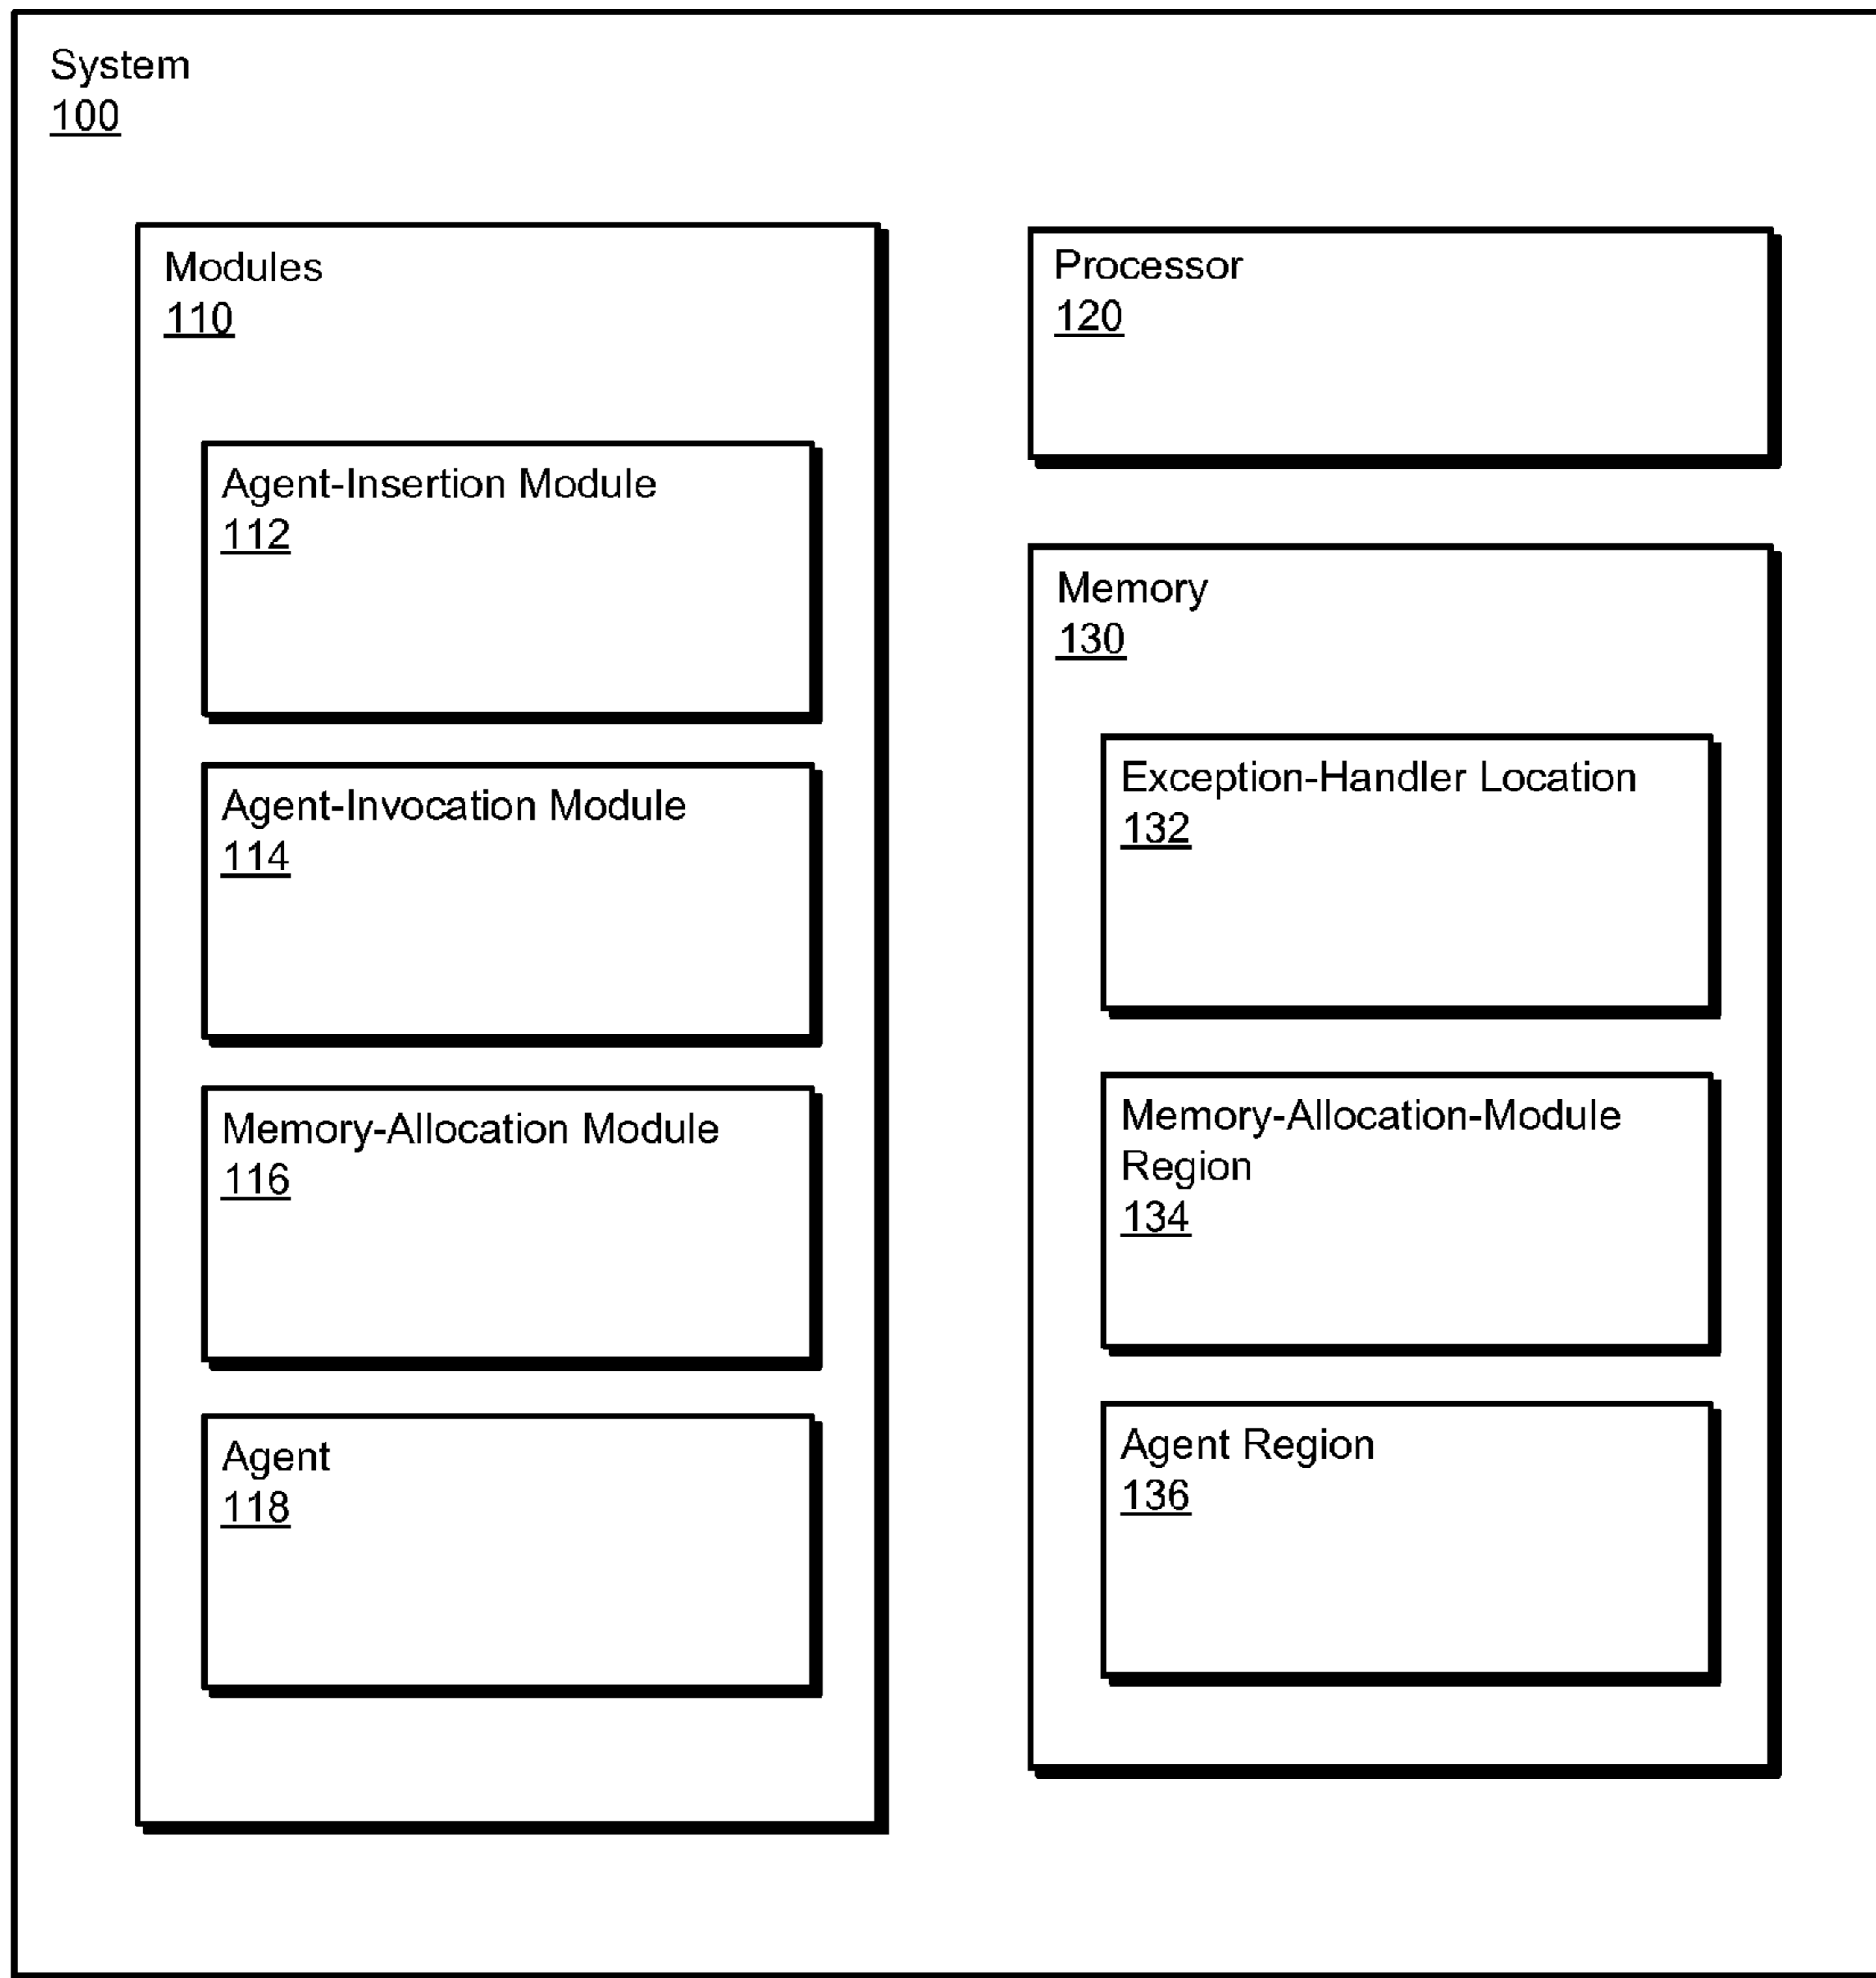 System
100
Modules
110
Agent-Insertion Module
112
Agent-Invocation Module
114
Memory-Allocation Module
116
Agent
118
Processor
120
Memory
130
Exception-Handler Location
132
Memory-Allocation-Module
Region
134
Agent Region
136